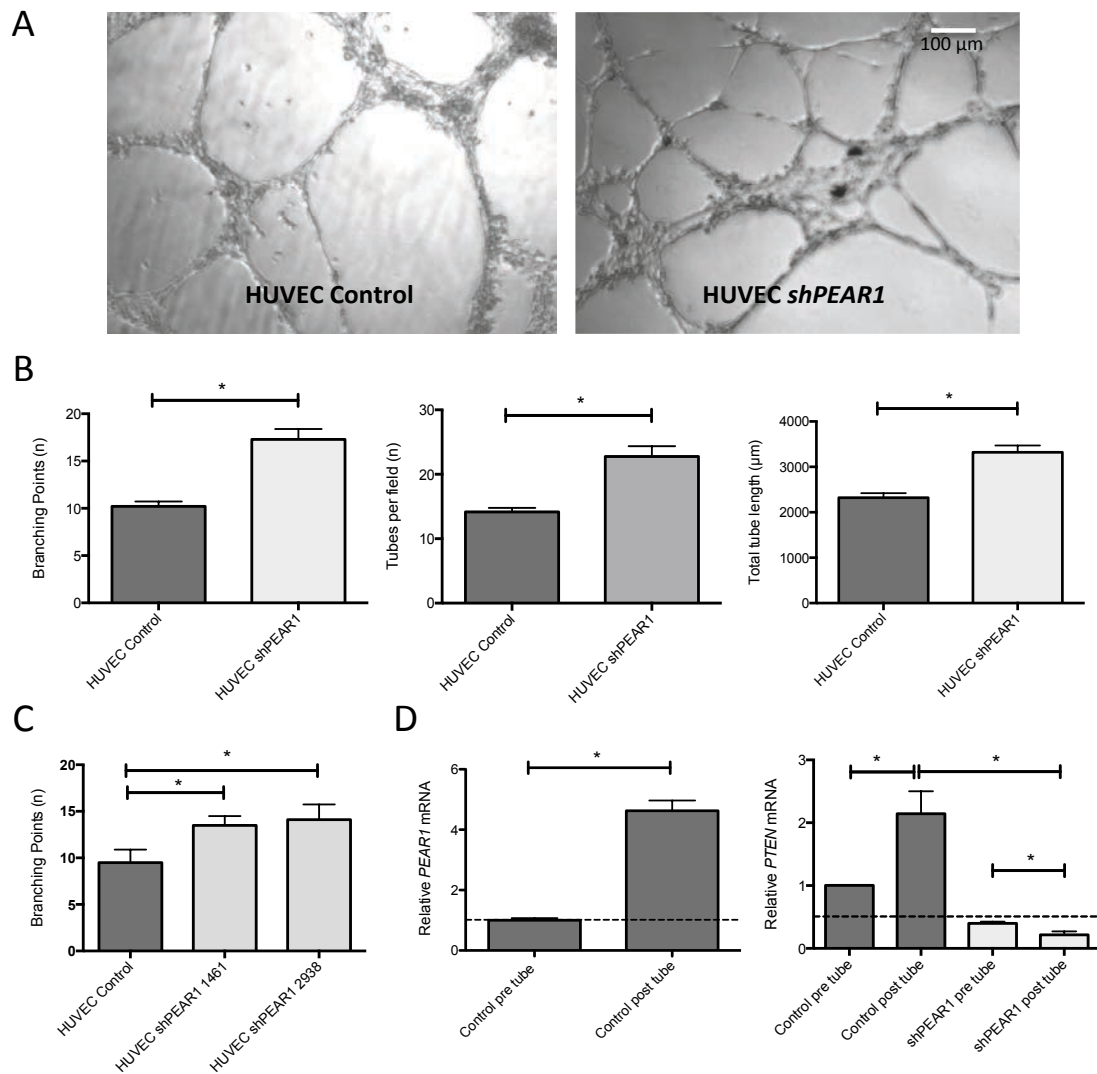 A
100 µm
HUVEC Control
HUVEC shPEAR1
B
*
Branching Points (n)
20
15
10
5
0
HUVEC Control
HUVEC shPEAR1
*
Tubes per field (n)
30
20
10
0
HUVEC Control
HUVEC shPEAR1
*
Total tube length (µm)
4000
3000
2000
1000
0
HUVEC Control
HUVEC shPEAR1
C
*
*
Branching Points (n)
20
15
10
5
0
HUVEC Control
HUVEC shPEAR1 1461
HUVEC shPEAR1 2938
D
*
Relative PEAR1 mRNA
6
4
2
0
Control pre tube
Control post tube
*
*
*
Relative PTEN mRNA
3
2
1
0
Control pre tube
Control post tube
shPEAR1 pre tube
shPEAR1 post tube